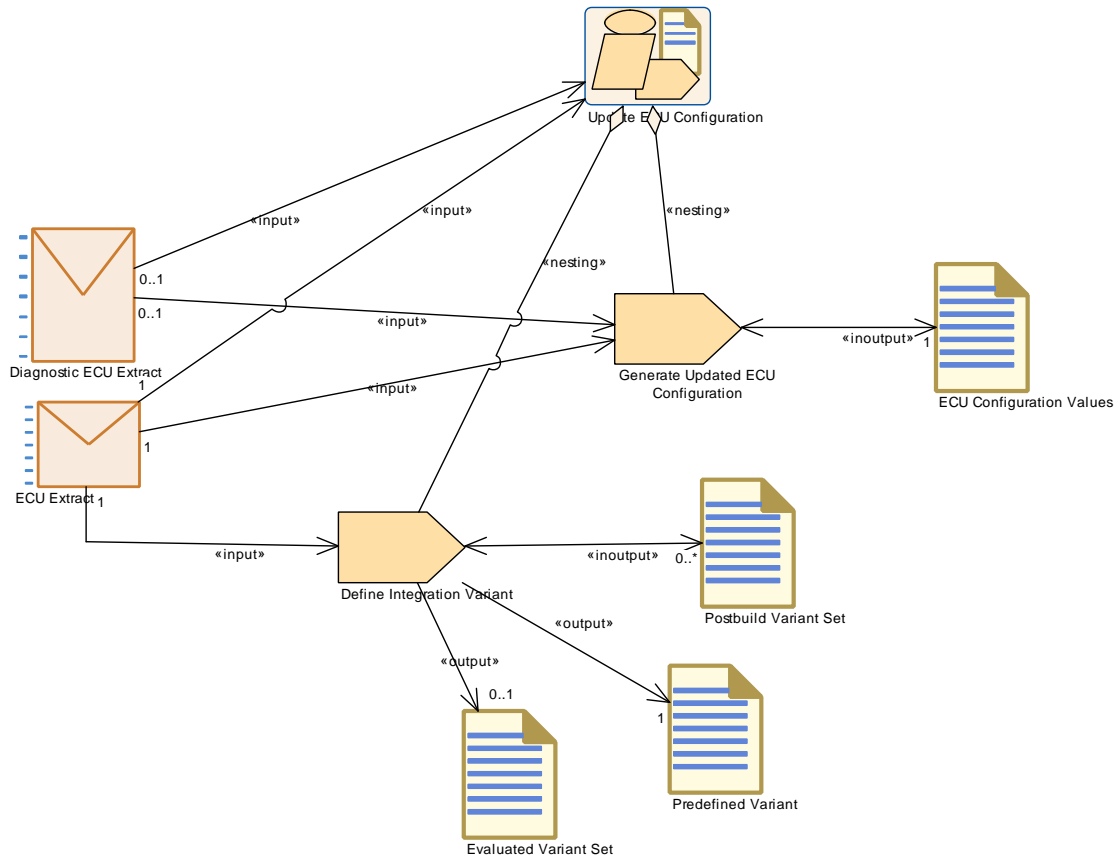 Update ECU Configuration
«input»
«input»
«nesting»
«nesting»
0..1
0..1
«input»
«inoutput»
1
Diagnostic ECU Extract
Generate Updated ECU
Configuration
1
«input»
ECU Configuration Values
1
ECU Extract
1
«input»
«inoutput»
0..*
Define Integration Variant
Postbuild Variant Set
«output»
«output»
0..1
1
Predefined Variant
Evaluated Variant Set